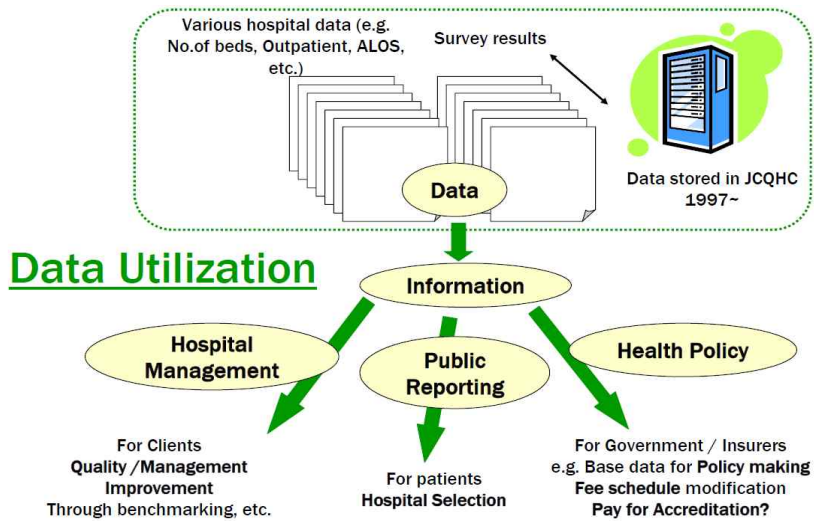 Various hospital data (e.g.
No.of beds, Outpatient, ALOS,
etc.)
Survey results
Data
Data stored in JCQHC
1997~
Data Utilization
Information
Hospital
Management
Public
Reporting
Health Policy
For Clients
Quality /Management
Improvement
Through benchmarking, etc.
For patients
Hospital Selection
For Government / Insurers
e.g. Base data for Policy making
Fee schedule modification
Pay for Accreditation?